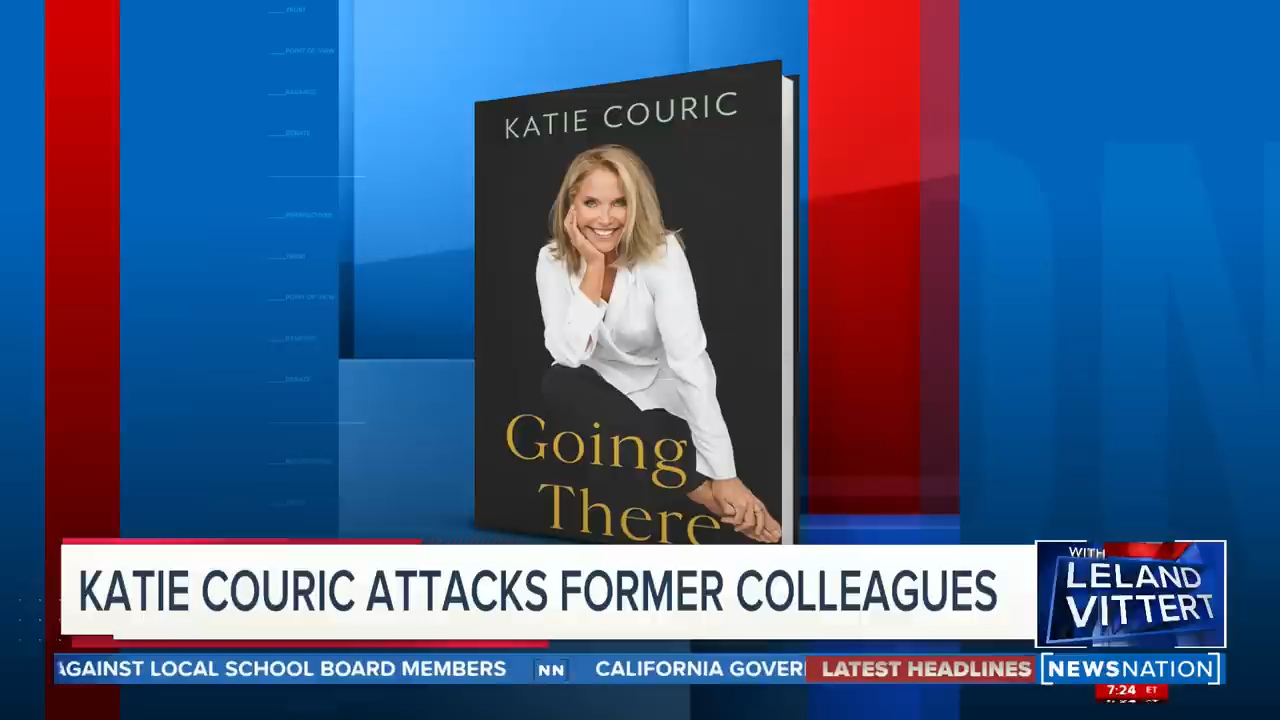 KATIE COURIC
Going
There
KATIE COURIC ATTACKS FORMER COLLEAGUES
WITH
LELAND
VITTERT
AGAINST LOCAL SCHOOL BOARD MEMBERS NN CALIFORNIA GOVER
LATEST HEADLINES
NEWSNATION
7:24 ET